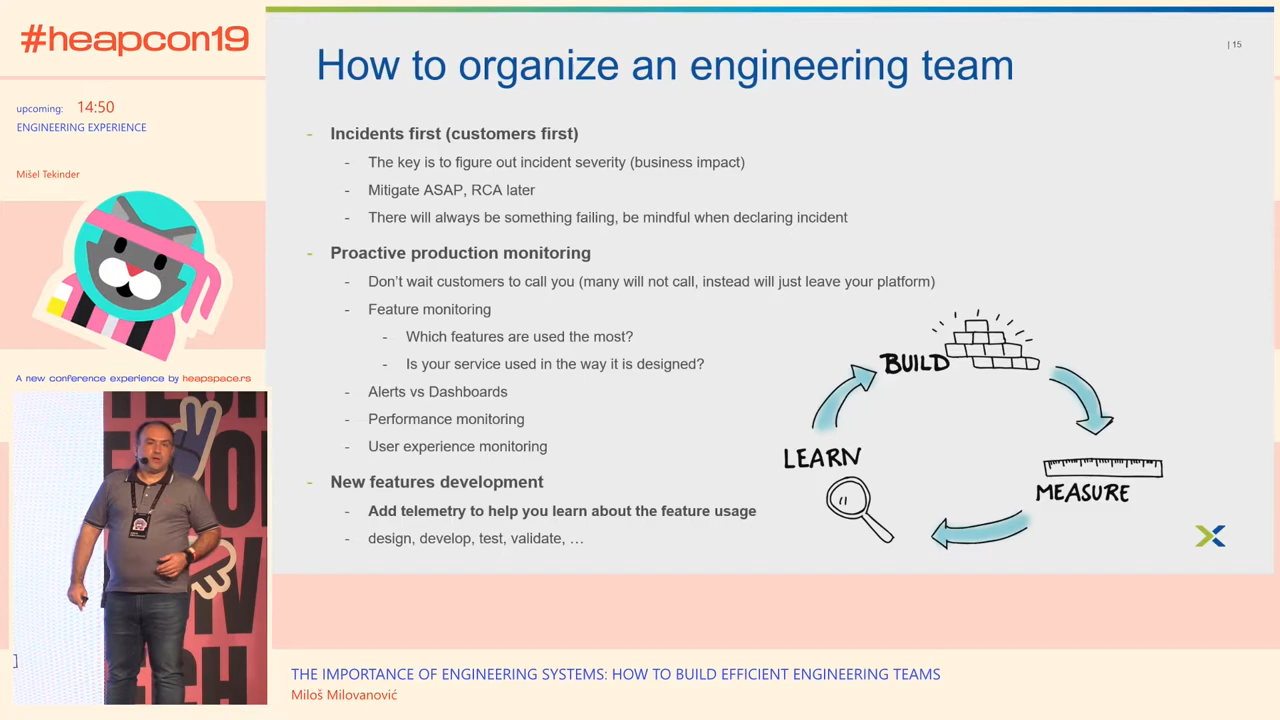 #heapcon19
upcoming: 14:50
ENGINEERING EXPERIENCE
Mišel Tekinder
A new conference experience by heapspace.rs
| 15
How to organize an engineering team
- Incidents first (customers first)
- The key is to figure out incident severity (business impact)
- Mitigate ASAP, RCA later
- There will always be something failing, be mindful when declaring incident
- Proactive production monitoring
- Don't wait customers to call you (many will not call, instead will just leave your platform)
- Feature monitoring
- Which features are used the most?
- Is your service used in the way it is designed?
- Alerts vs Dashboards
- Performance monitoring
- User experience monitoring
- New features development
- Add telemetry to help you learn about the feature usage
- design, develop, test, validate, …
BUILD
MEASURE
LEARN
THE IMPORTANCE OF ENGINEERING SYSTEMS: HOW TO BUILD EFFICIENT ENGINEERING TEAMS
Miloš Milovanović